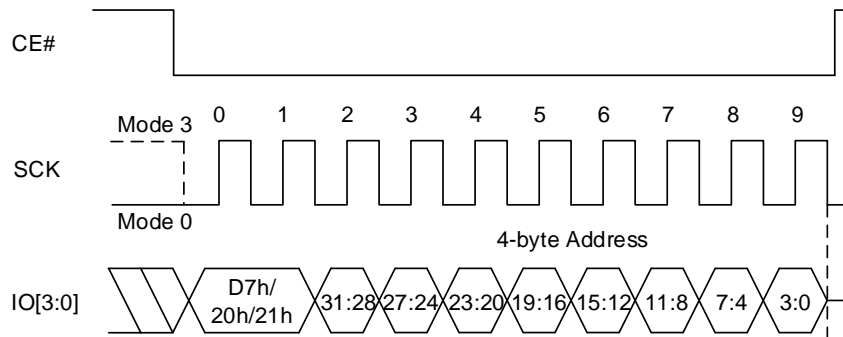 CE#
Mode 3
0 1 2 3 4 5 6 7 8 9
SCK
Mode 0
4-byte Address
IO[3:0]
D7h/
20h/21h
31:28 27:24 23:20 19:16 15:12 11:8 7:4 3:0